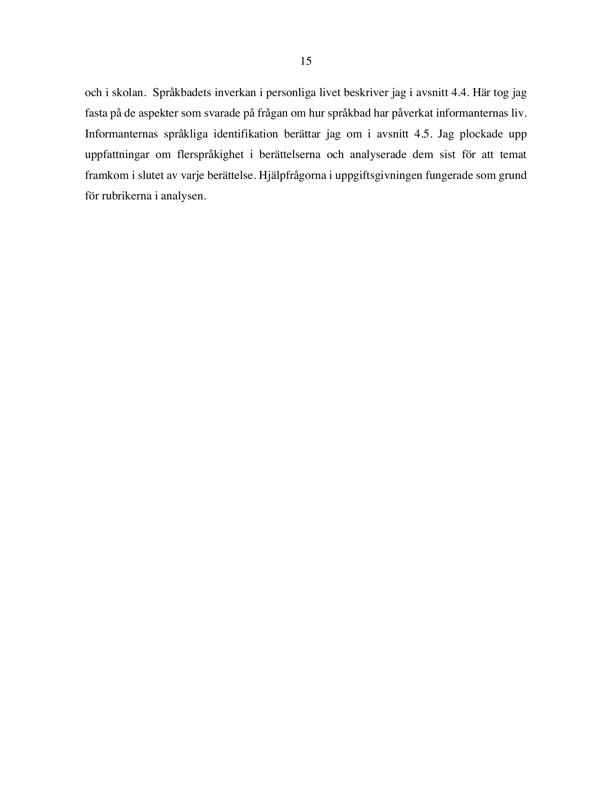 15
och i skolan.  Språkbadets inverkan i personliga livet beskriver jag i avsnitt 4.4. Här tog jag
fasta på de aspekter som svarade på frågan om hur språkbad har påverkat informanternas liv.
Informanternas språkliga identifikation berättar jag om i avsnitt 4.5. Jag plockade upp
uppfattningar om flerspråkighet i berättelserna och analyserade dem sist för att temat
framkom i slutet av varje berättelse. Hjälpfrågorna i uppgiftsgivningen fungerade som grund
för rubrikerna i analysen.